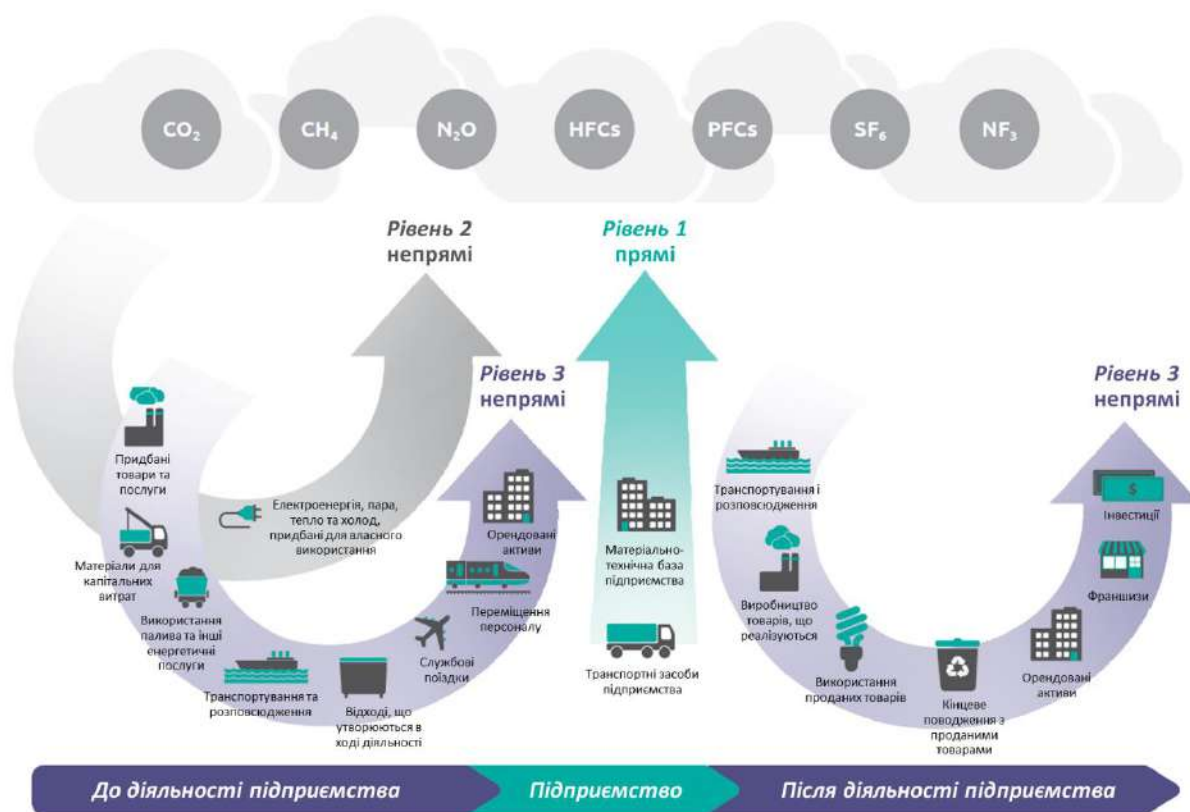 CO₂
CH₄
N₂O
HFCs
PFCs
SF₆
NF₃
Рівень 2
непрямі
Рівень 1
прямі
Рівень 3
непрямі
Рівень 3
непрямі
Придбані
товари та
послуги
Матеріали для
капітальних
витрат
Використання
палива та інші
енергетичні
послуги
Транспортування та
розповсюдження
Відході, що
утворюються в
ході діяльності
Службові
поїздки
Переміщення
персоналу
Орендовані
активи
Електроенергія, пара,
тепло та холод,
придбані для власного
використання
Матеріально-
технічна база
підприємства
Транспортні засоби
підприємства
Транспортування і
розповсюдження
Виробництво
товарів, що
реалізуються
Використання
проданих товарів
Кінцеве
поводження з
проданими
товарами
Орендовані
активи
Франшизи
$
Інвестиції
До діяльності підприємства
Підприємство
Після діяльності підприємства